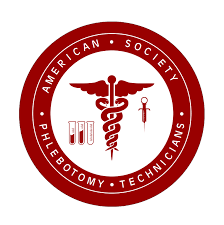 AMERICAN • SOCIETY
PHLEBOTOMY • TECHNICIANS